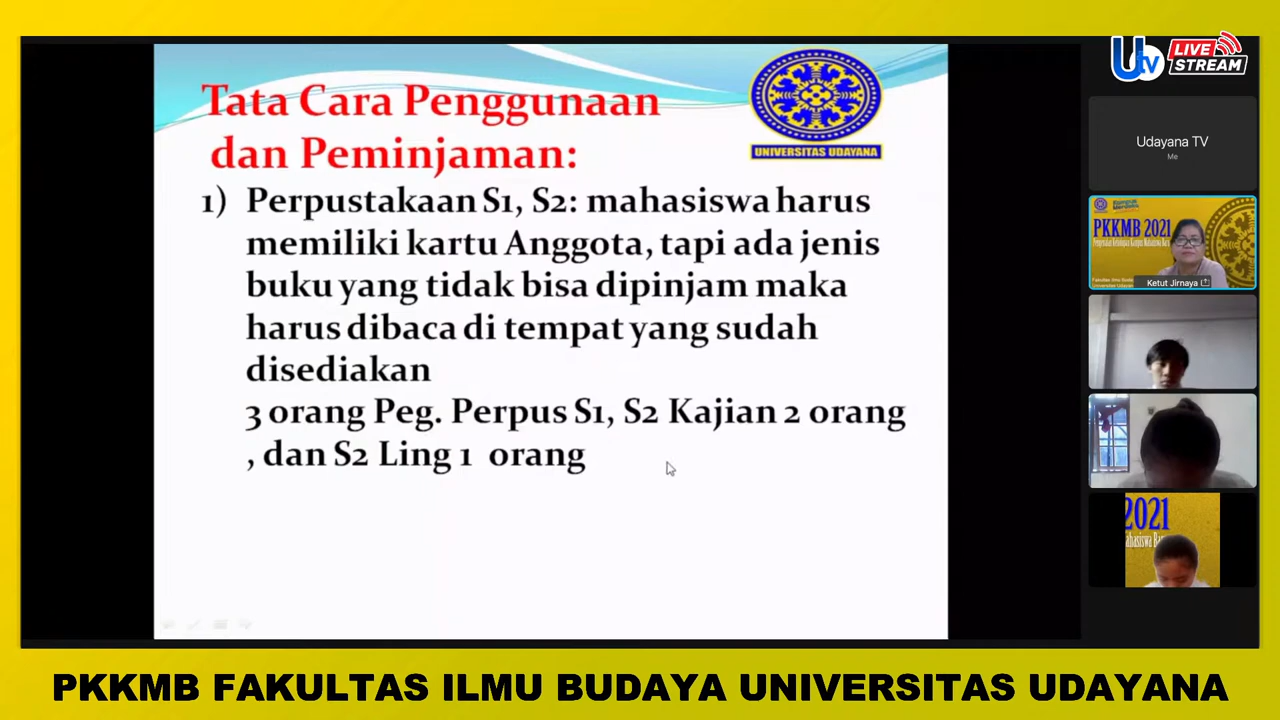 Tata Cara Penggunaan
dan Peminjaman:
UNIVERSITAS UDAYANA
1) Perpustakaan S1, S2: mahasiswa harus
memiliki kartu Anggota, tapi ada jenis
buku yang tidak bisa dipinjam maka
harus dibaca di tempat yang sudah
disediakan
3 orang Peg. Perpus S1, S2 Kajian 2 orang
, dan S2 Ling 1 orang
U tv LIVE
STREAM
Udayana TV
Me
PKKMB 2021
Ketut Jirnaya
2021
PKKMB FAKULTAS ILMU BUDAYA UNIVERSITAS UDAYANA